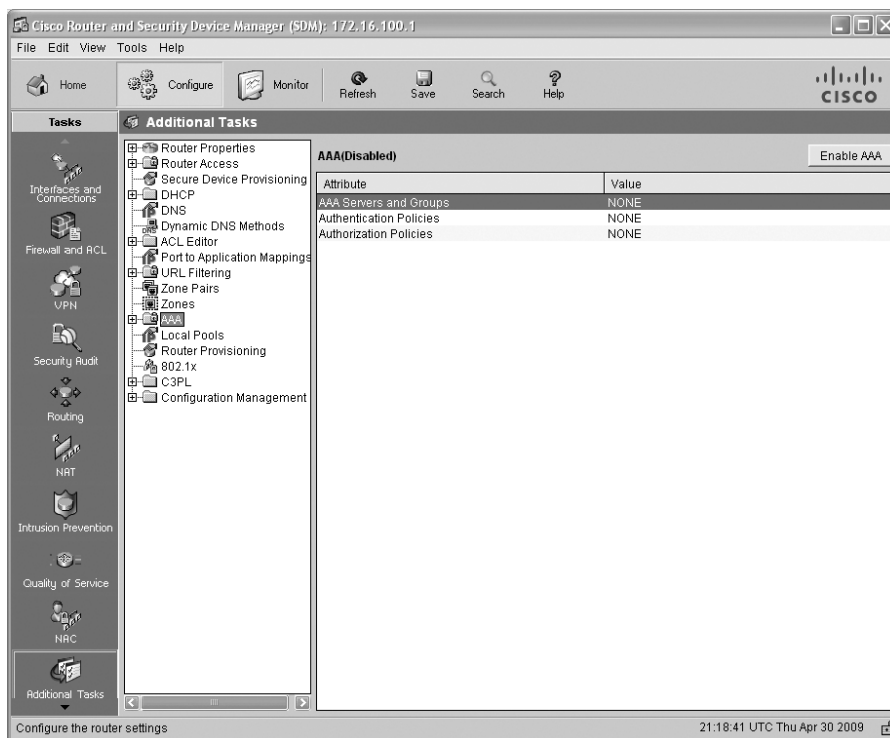 Cisco Router and Security Device Manager (SDM): 172.16.100.1
File Edit View Tools Help
Home Configure Monitor Refresh Save Search Help
CISCO
Tasks
Interfaces and Connections
Firewall and ACL
VPN
Security Audit
Routing
NAT
Intrusion Prevention
Quality of Service
NAC
Additional Tasks
Additional Tasks
Router Properties
Router Access
Secure Device Provisioning
DHCP
DNS
Dynamic DNS Methods
ACL Editor
Port to Application Mappings
URL Filtering
Zone Pairs
Zones
AAA
Local Pools
Router Provisioning
802.1x
C3PL
Configuration Management
AAA(Disabled) Enable AAA
Attribute Value
AAA Servers and Groups NONE
Authentication Policies NONE
Authorization Policies NONE
Configure the router settings 21:18:41 UTC Thu Apr 30 2009